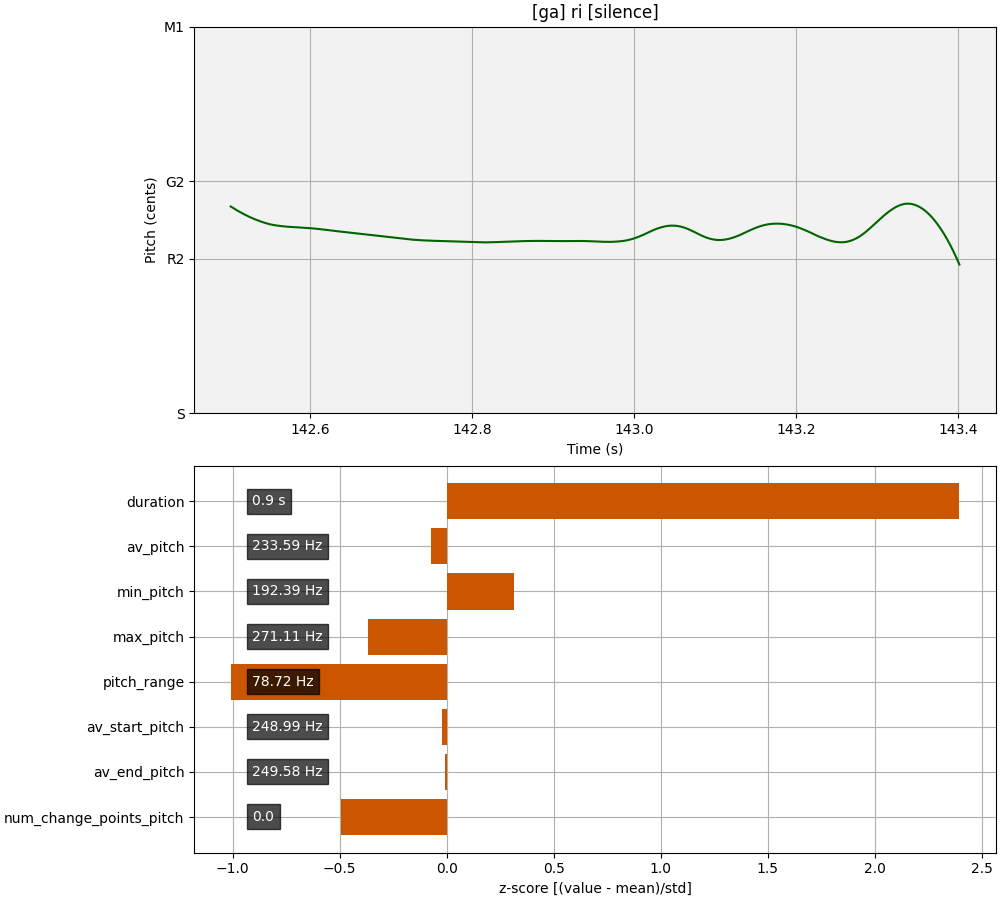 [ga] ri [silence]
M1
G2
R2
S
Pitch (cents)
142.6 142.8 143.0 143.2 143.4
Time (s)
duration 0.9 s
av_pitch 233.59 Hz
min_pitch 192.39 Hz
max_pitch 271.11 Hz
pitch_range 78.72 Hz
av_start_pitch 248.99 Hz
av_end_pitch 249.58 Hz
num_change_points_pitch 0.0
−1.0 −0.5 0.0 0.5 1.0 1.5 2.0 2.5
z-score [(value - mean)/std]